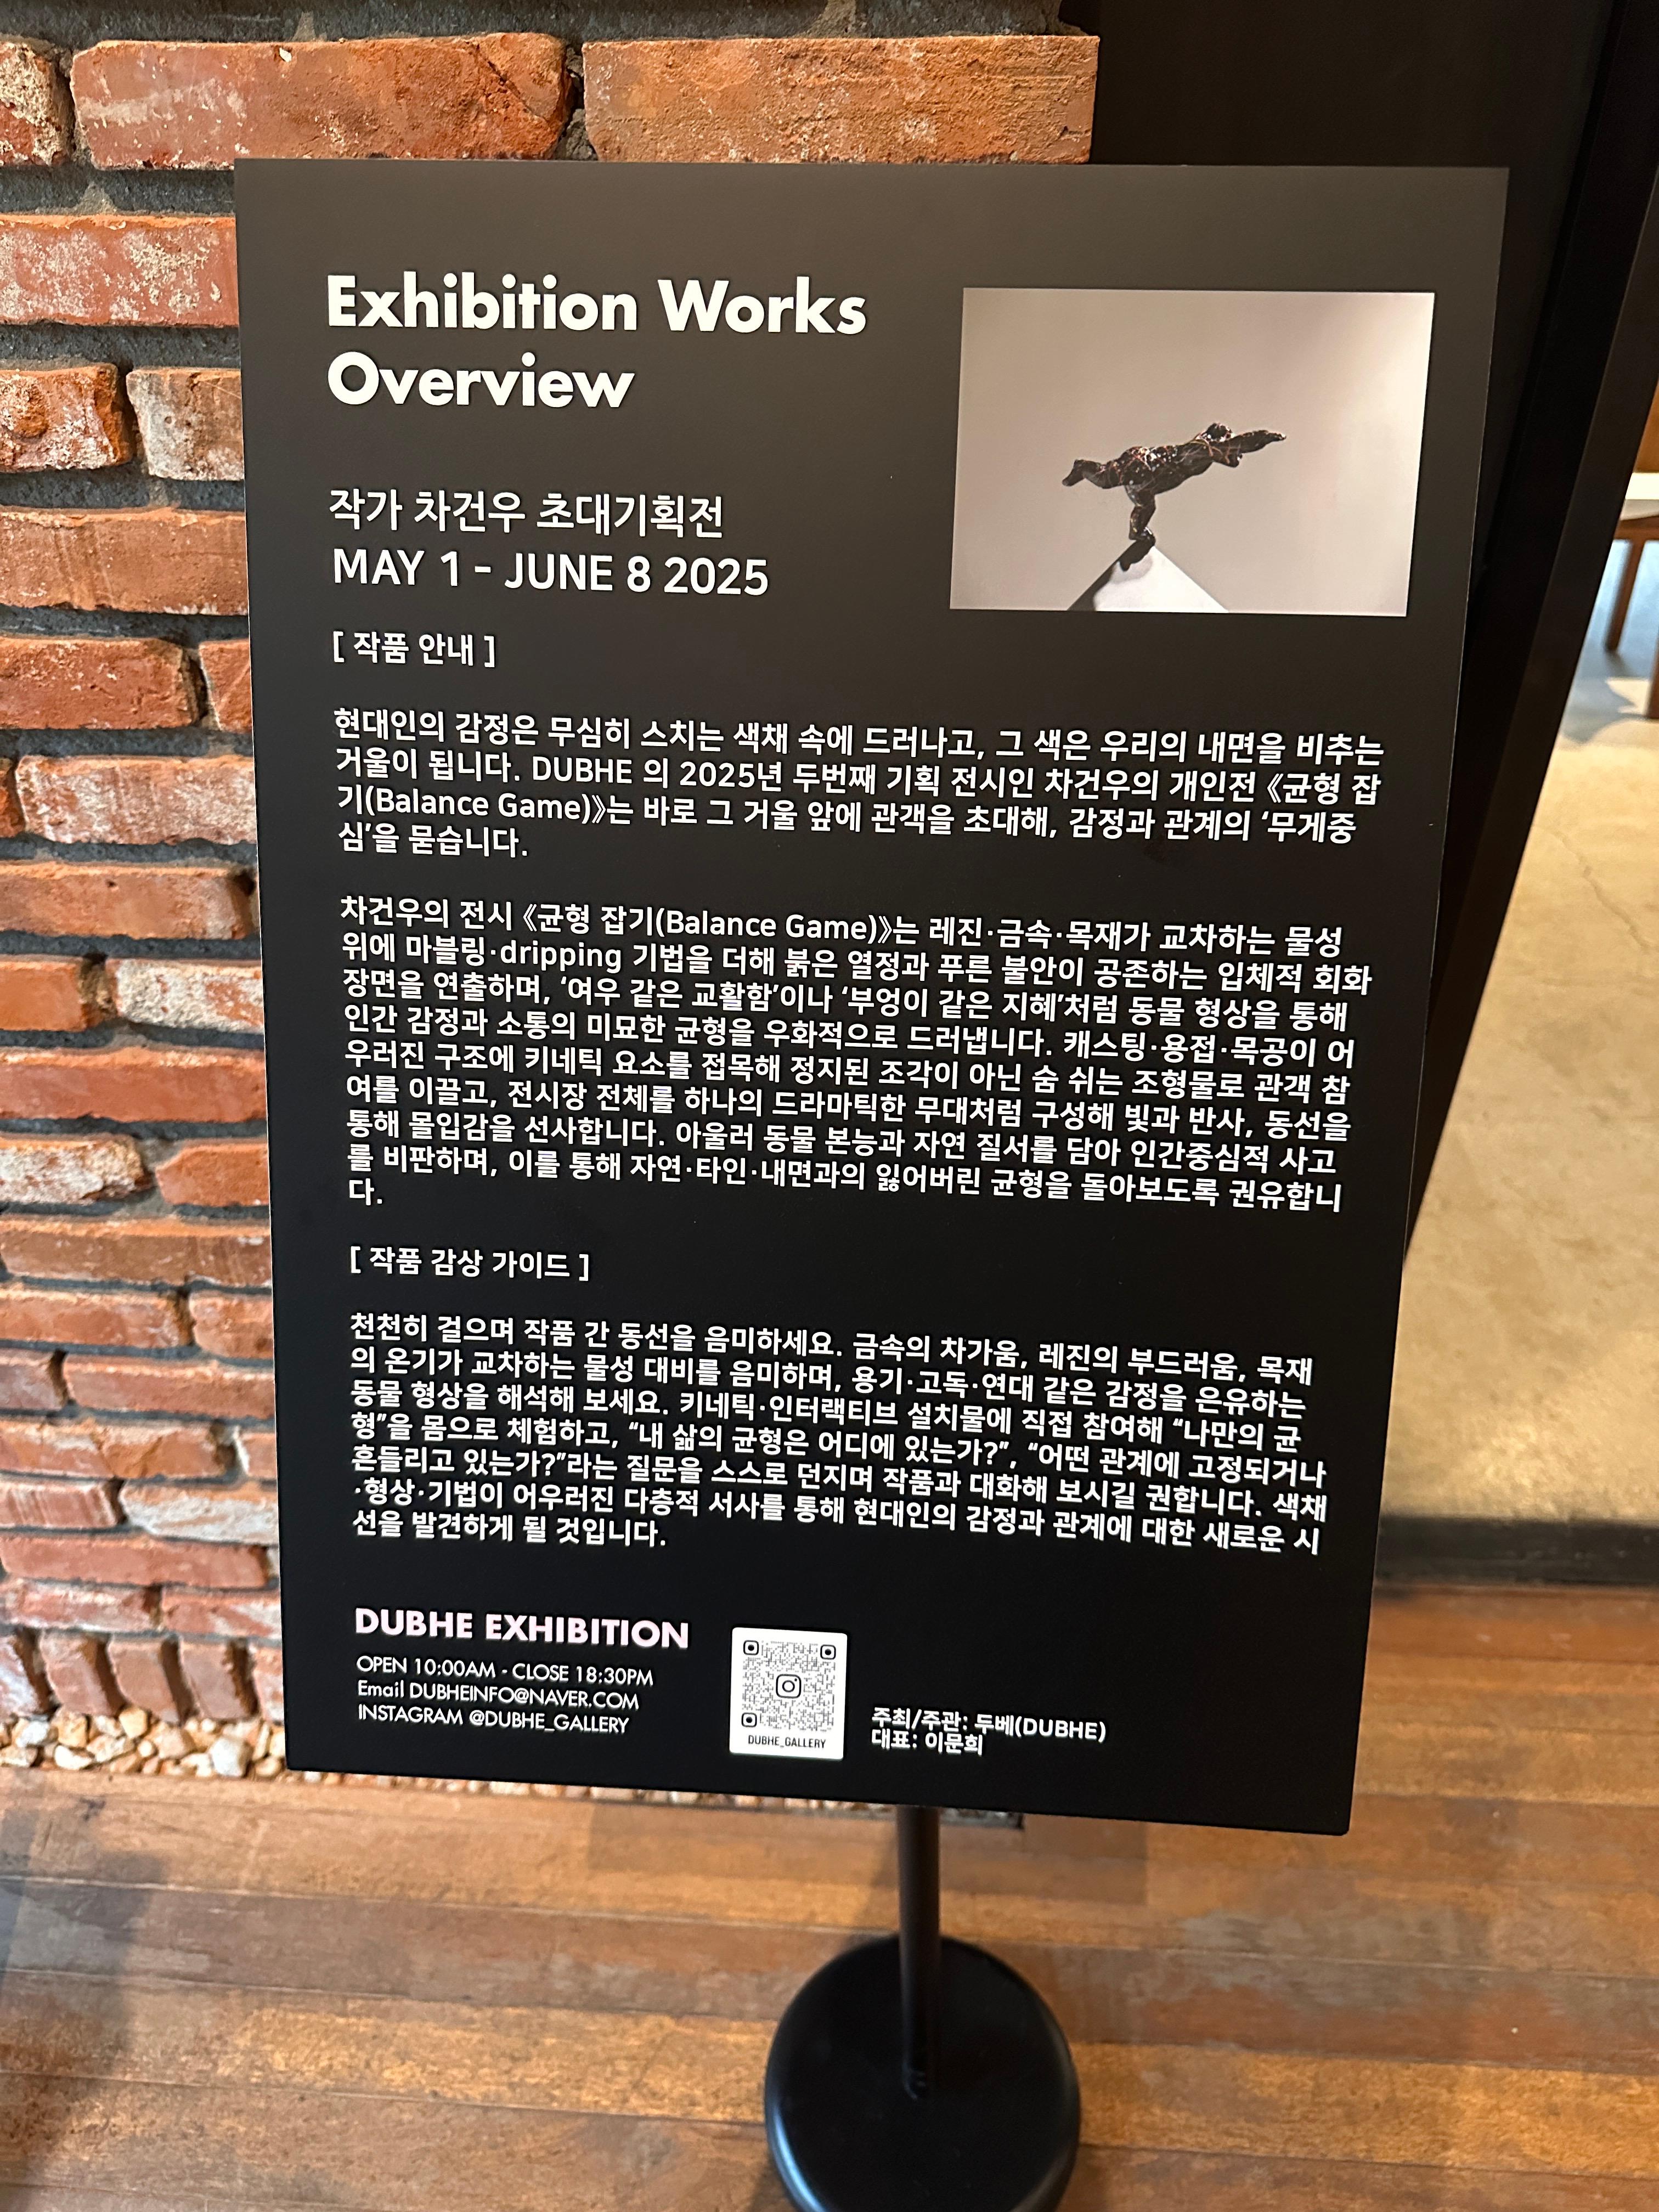 Exhibition Works
Overview
작가 차건우 초대기획전
MAY 1 - JUNE 8 2025
[ 작품 안내 ]
현대인의 감정은 무심히 스치는 색채 속에 드러나고, 그 색은 우리의 내면을 비추는
거울이 됩니다. DUBHE 의 2025년 두번째 기획 전시인 차건우의 개인전 《균형 잡
기(Balance Game)》는 바로 그 거울 앞에 관객을 초대해, 감정과 관계의 ‘무게중
심’을 묻습니다.
차건우의 전시 《균형 잡기(Balance Game)》는 레진·금속·목재가 교차하는 물성
위에 마블링·dripping 기법을 더해 붉은 열정과 푸른 불안이 공존하는 입체적 회화
장면을 연출하며, ‘여우 같은 교활함’이나 ‘부엉이 같은 지혜’처럼 동물 형상을 통해
인간 감정과 소통의 미묘한 균형을 우화적으로 드러냅니다. 캐스팅·용접·목공이 어
우러진 구조에 키네틱 요소를 접목해 정지된 조각이 아닌 숨 쉬는 조형물로 관객 참
여를 이끌고, 전시장 전체를 하나의 드라마틱한 무대처럼 구성해 빛과 반사, 동선을
통해 몰입감을 선사합니다. 아울러 동물 본능과 자연 질서를 담아 인간중심적 사고
를 비판하며, 이를 통해 자연·타인·내면과의 잃어버린 균형을 돌아보도록 권유합니
다.
[ 작품 감상 가이드 ]
천천히 걸으며 작품 간 동선을 음미하세요. 금속의 차가움, 레진의 부드러움, 목재
의 온기가 교차하는 물성 대비를 음미하며, 용기·고독·연대 같은 감정을 은유하는
동물 형상을 해석해 보세요. 키네틱·인터랙티브 설치물에 직접 참여해 “나만의 균
형”을 몸으로 체험하고, “내 삶의 균형은 어디에 있는가?”, “어떤 관계에 고정되거나
흔들리고 있는가?”라는 질문을 스스로 던지며 작품과 대화해 보시길 권합니다. 색채
·형상·기법이 어우러진 다층적 서사를 통해 현대인의 감정과 관계에 대한 새로운 시
선을 발견하게 될 것입니다.
DUBHE EXHIBITION
OPEN 10:00AM - CLOSE 18:30PM
Email DUBHEINFO@NAVER.COM
INSTAGRAM @DUBHE_GALLERY
DUBHE_GALLERY
주최/주관: 두베(DUBHE)
대표: 이문희